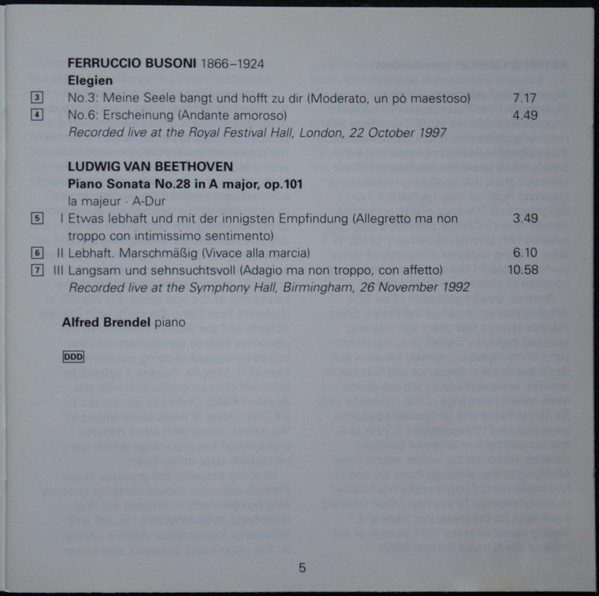 FERRUCCIO BUSONI 1866–1924
Elegien
3 No.3: Meine Seele bangt und hofft zu dir (Moderato, un pò maestoso) 7.17
4 No.6: Erscheinung (Andante amoroso) 4.49
Recorded live at the Royal Festival Hall, London, 22 October 1997
LUDWIG VAN BEETHOVEN
Piano Sonata No.28 in A major, op.101
la majeur · A-Dur
5 I Etwas lebhaft und mit der innigsten Empfindung (Allegretto ma non 3.49
troppo con intimissimo sentimento)
6 II Lebhaft. Marschmäßig (Vivace alla marcia) 6.10
7 III Langsam und sehnsuchtsvoll (Adagio ma non troppo, con affetto) 10.58
Recorded live at the Symphony Hall, Birmingham, 26 November 1992
Alfred Brendel piano
DDD
5